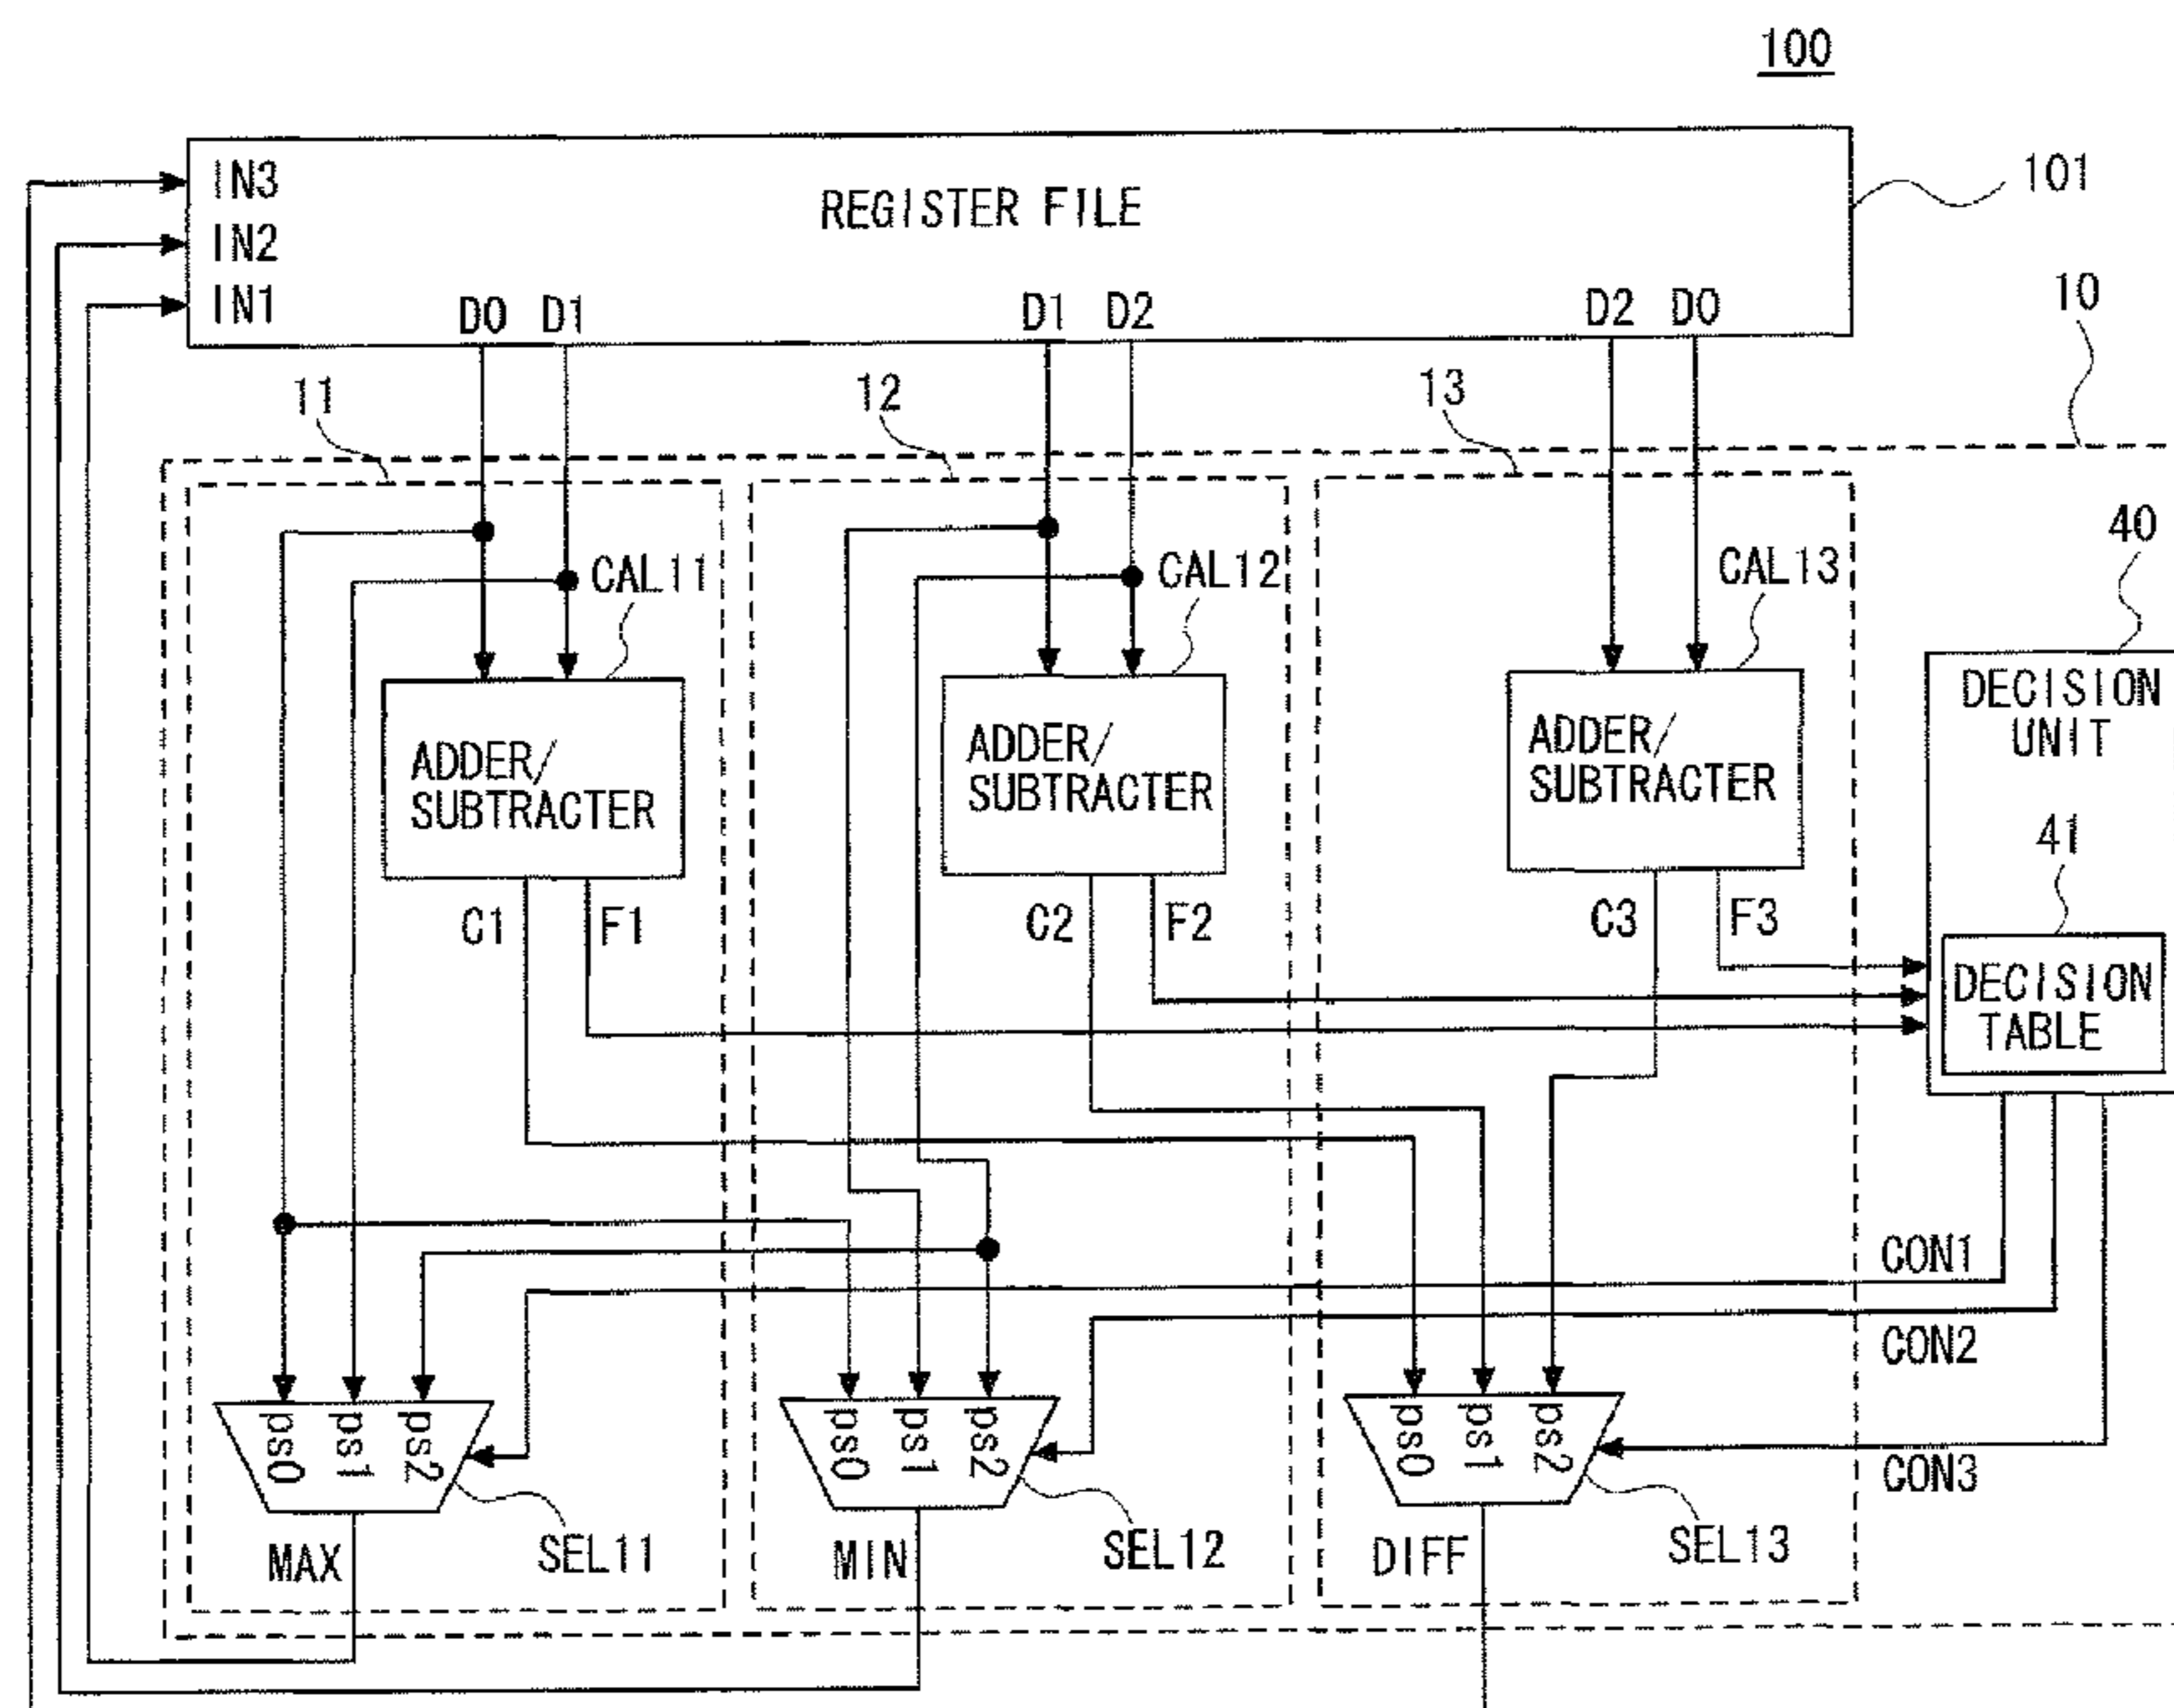 100
IN3
REGISTER FILE
101
IN2
IN1
D0 D1 D1 D2 D2 D0
10
11 12 13
40
CAL11 CAL12 CAL13
DECISION
UNIT
ADDER/
SUBTRACTER
ADDER/
SUBTRACTER
ADDER/
SUBTRACTER
41
C1 F1 C2 F2 C3 F3
DECISION
TABLE
CON1
CON2
ps0 ps1 ps2
ps0 ps1 ps2
ps0 ps1 ps2
CON3
MAX SEL11 MIN SEL12 DIFF SEL13